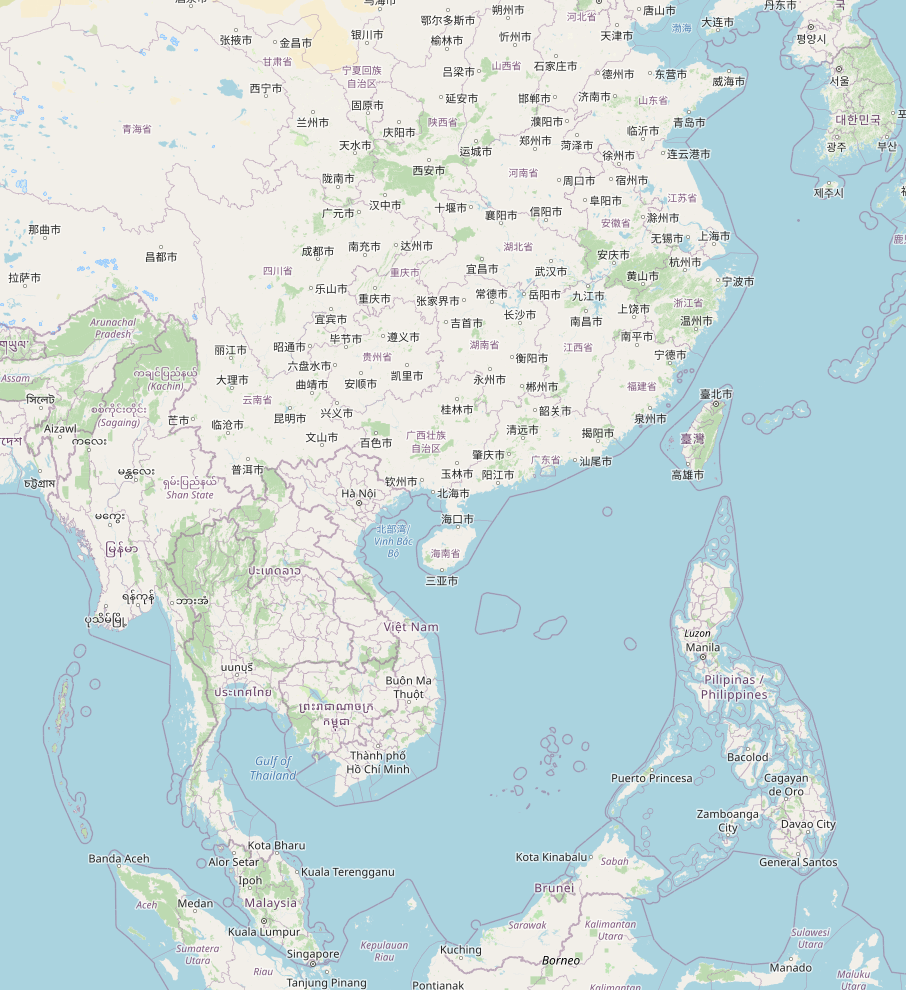 朔州市
唐山市
丹东市
鄂尔多斯市
河北省
大连市
국
银川市
榆林市
忻州市
天津市
渤海
평양시
张掖市
金昌市
甘肃省
宁夏回族
自治区
吕梁市
山西省
石家庄市
德州市
东营市
威海市
서울
西宁市
固原市
延安市
邯郸市
济南市
山东省
青海省
兰州市
庆阳市
陕西省
濮阳市
临沂市
青岛市
대한민국
天水市
运城市
郑州市
菏泽市
徐州市
连云港市
광주
부산
陇南市
西安市
河南省
周口市
宿州市
제주시
广元市
汉中市
十堰市
襄阳市
信阳市
阜阳市
江苏省
安徽省
滁州市
那曲市
昌都市
成都市
南充市
达州市
湖北省
无锡市
上海市
拉萨市
四川省
重庆市
宜昌市
武汉市
安庆市
杭州市
黄山市
宁波市
乐山市
重庆市
张家界市
常德市
岳阳市
九江市
浙江省
Arunachal
Pradesh
宜宾市
吉首市
长沙市
南昌市
上饶市
温州市
丽江市
昭通市
毕节市
遵义市
湖南省
江西省
南平市
宁德市
Assam
ကချင်ပြည်နယ်
(Kachin)
大理市
六盘水市
贵州省
衡阳市
曲靖市
安顺市
凯里市
永州市
郴州市
福建省
臺北市
သিলেট
စစ်ကိုင်းတိုင်း
(Sagaing)
云南省
芒市
临沧市
昆明市
兴义市
桂林市
韶关市
泉州市
Aizawl
ကလေး
文山市
百色市
广西壮族
自治区
清远市
揭阳市
臺灣
မန္တလေး
普洱市
肇庆市
广东省
汕尾市
高雄市
ရှမ်းပြည်နယ်
Shan State
钦州市
玉林市
阳江市
Hà Nội
北海市
မကွေး
海口市
北部湾/
Vịnh Bắc
Bộ
မြန်မာ
海南省
ປະເທດລາວ
三亚市
ရန်ကုန်
ဘားအံ
ပုသိမ်မြို့
Việt Nam
Luzon
Manila
นนทบุรี
ประเทศไทย
Buôn Ma
Thuột
Pilipinas /
Philippines
ព្រះរាជាណាចក្រ
កម្ពុជា
Gulf of
Thailand
Thành phố
Hồ Chí Minh
Bacolod
Puerto Princesa
Cagayan
de Oro
Zamboanga
City
Davao City
Banda Aceh
Kota Bharu
Alor Setar
Kuala Terengganu
Kota Kinabalu
Sabah
General Santos
Ipoh
Brunei
Aceh
Medan
Malaysia
Kuala Lumpur
Sarawak
Kalimantan
Utara
Sulawesi
Utara
Sumatera
Utara
Kepulauan
Riau
Kuching
Singapore
Borneo
Riau
Manado
Maluku
Utara
Tanjung Pinang
Pontianak
Kalimantan